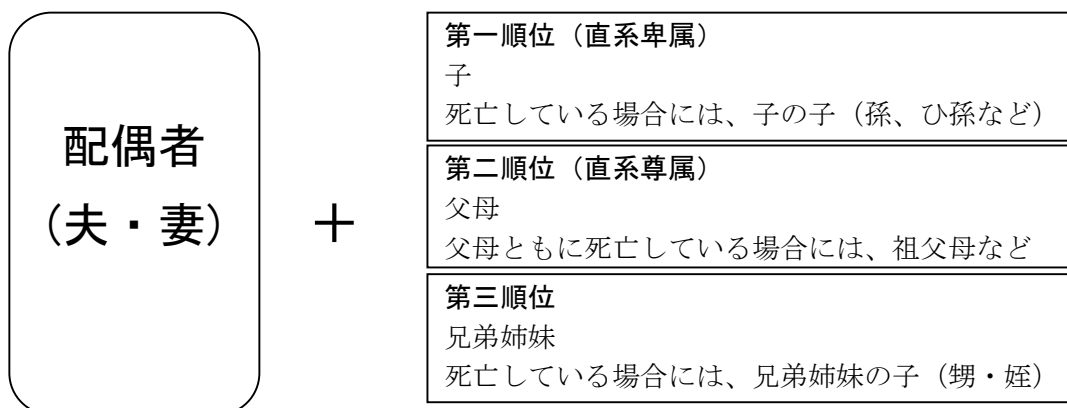 配偶者
（夫・妻）
＋
第一順位（直系卑属）
子
死亡している場合には、子の子（孫、ひ孫など）
第二順位（直系尊属）
父母
父母ともに死亡している場合には、祖父母など
第三順位
兄弟姉妹
死亡している場合には、兄弟姉妹の子（甥・姪）